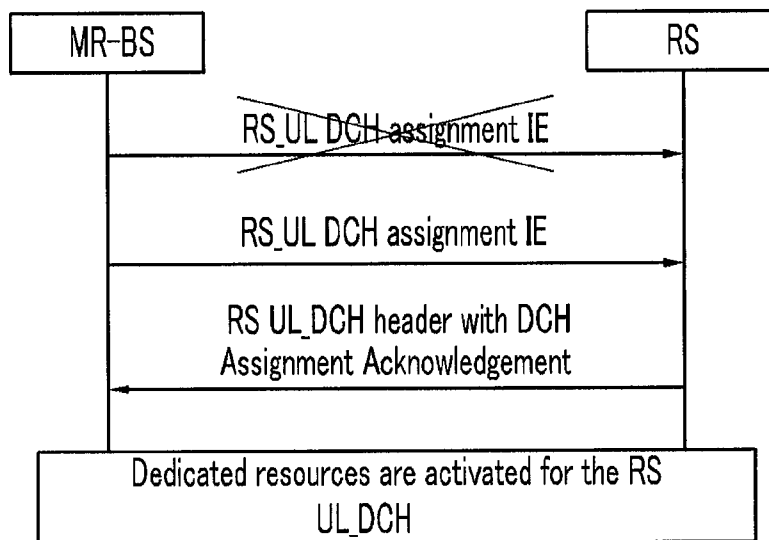 MR-BS
RS
RS_UL DCH assignment IE
RS_UL DCH assignment IE
RS UL_DCH header with DCH
Assignment Acknowledgement
Dedicated resources are activated for the RS
UL_DCH